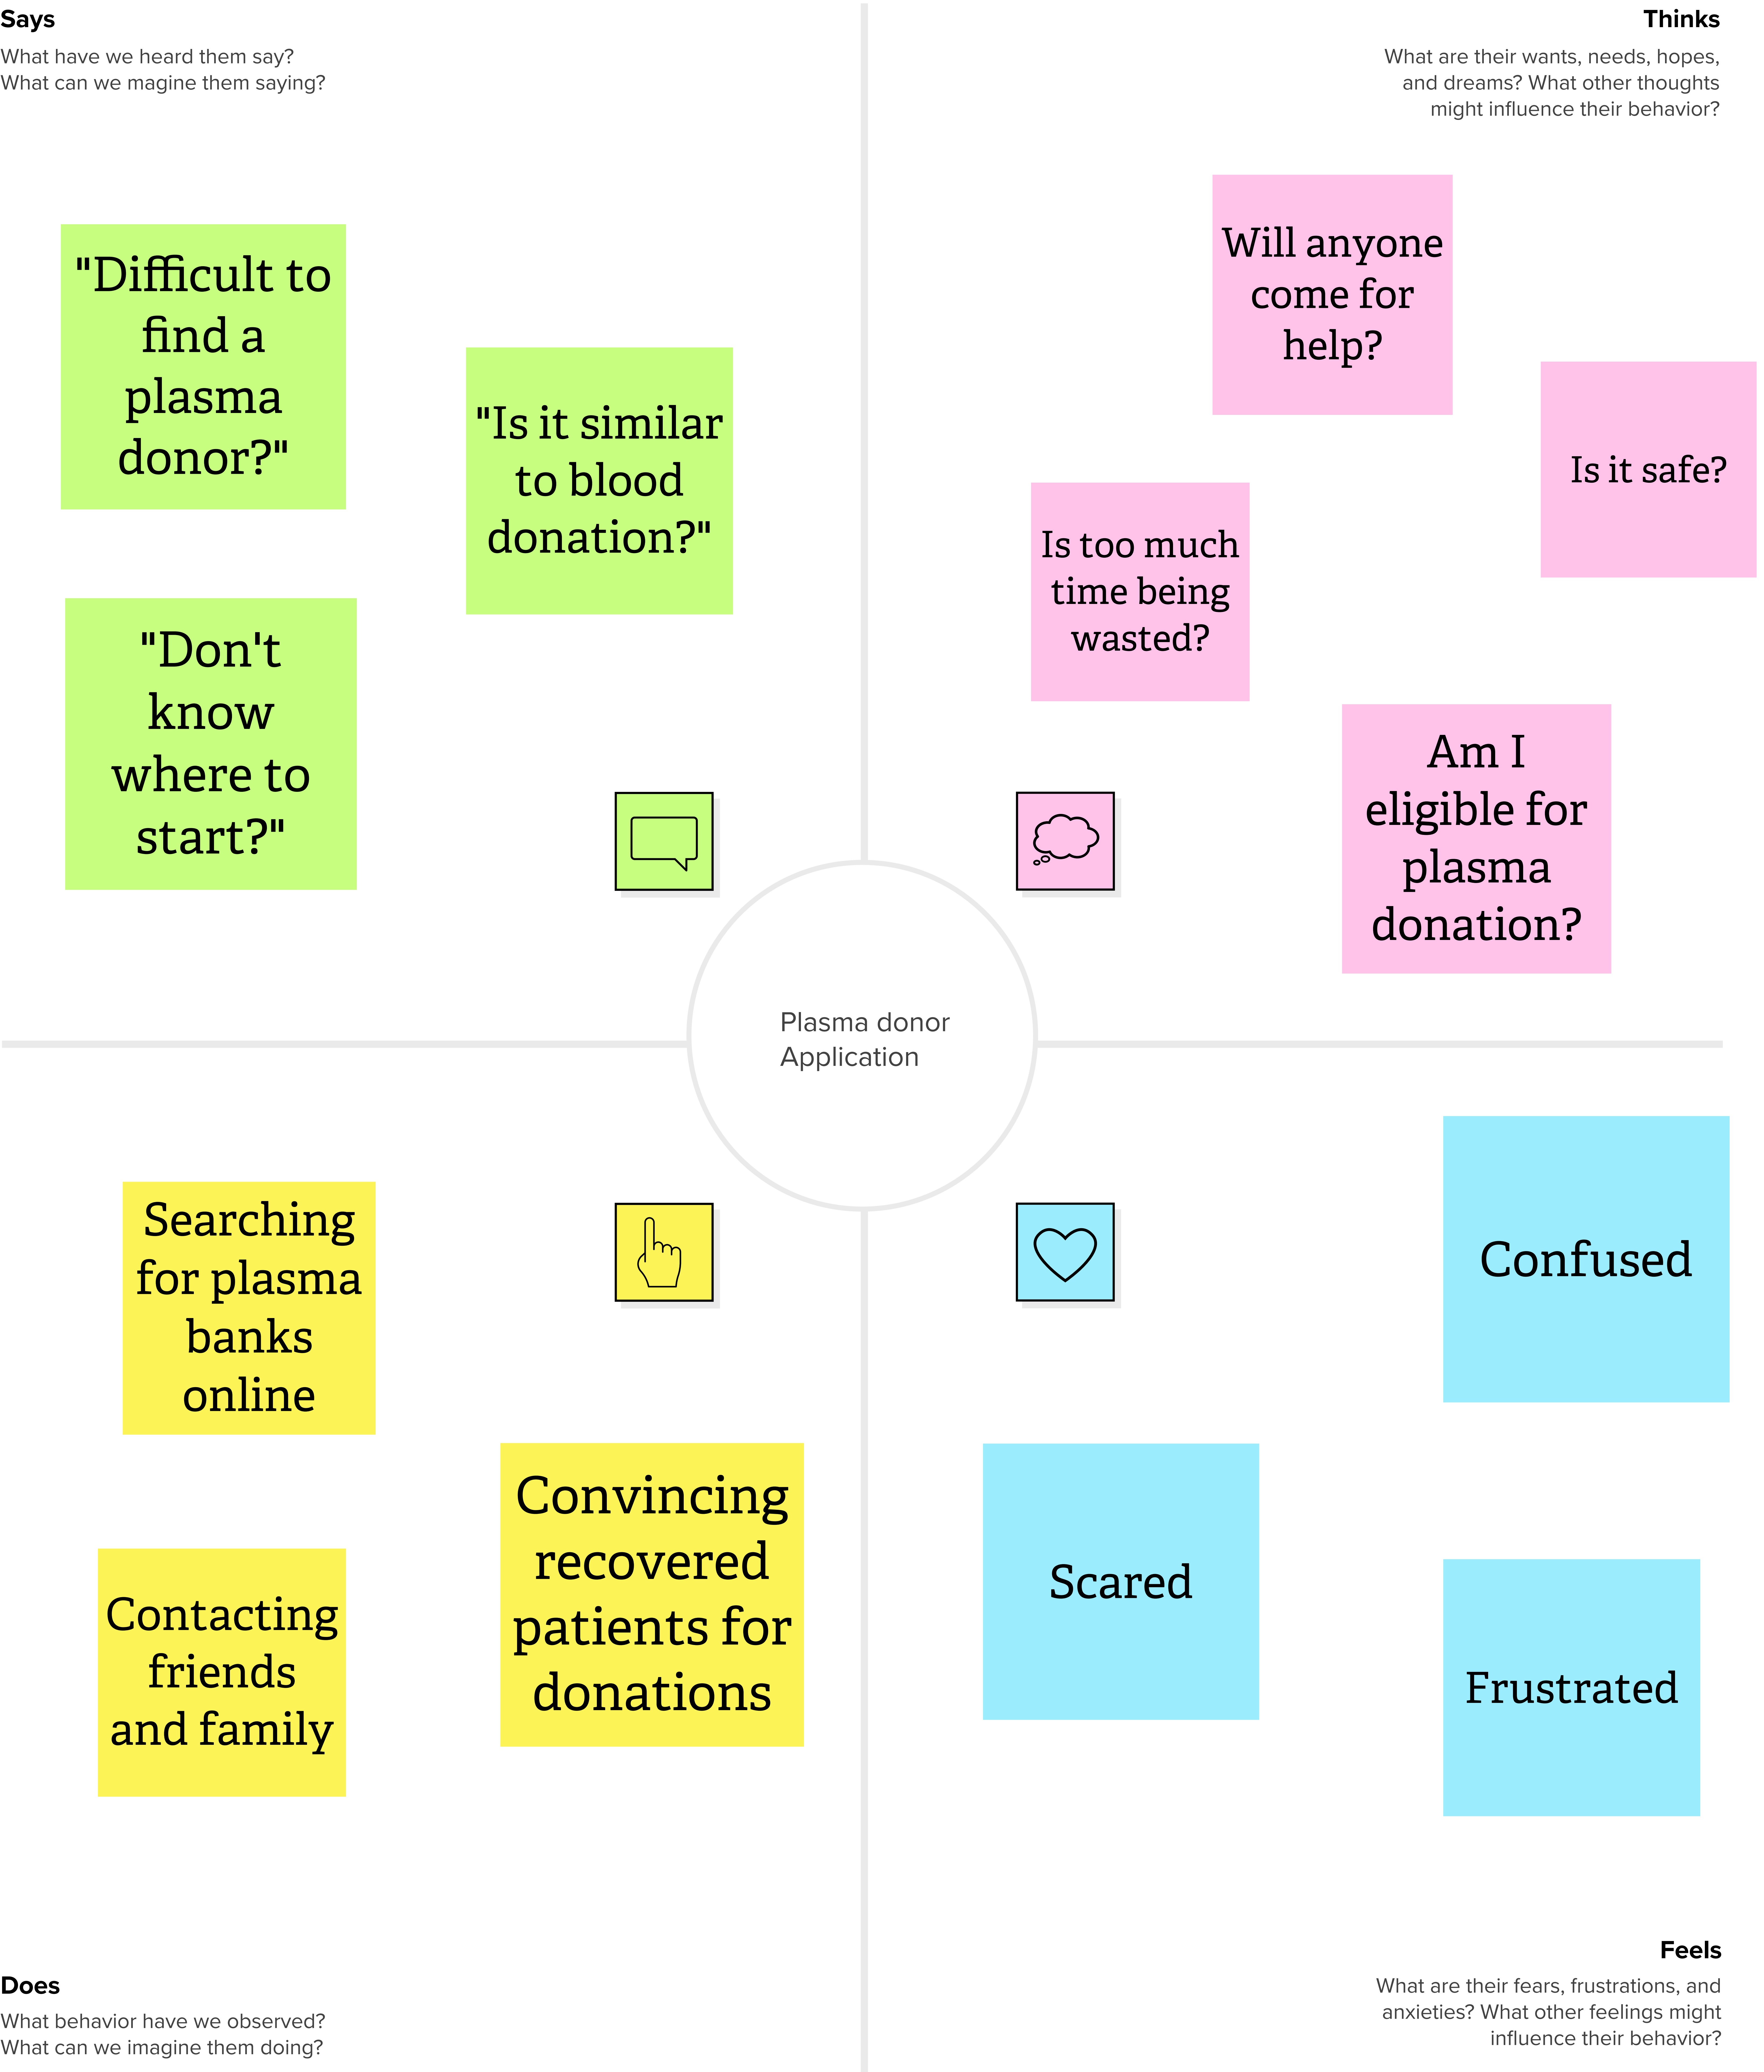 Says
What have we heard them say?
What can we magine them saying?
"Difficult to
find a
plasma
donor?"
"Is it similar
to blood
donation?"
"Don't
know
where to
start?"
Thinks
What are their wants, needs, hopes,
and dreams? What other thoughts
might influence their behavior?
Will anyone
come for
help?
Is it safe?
Is too much
time being
wasted?
Am I
eligible for
plasma
donation?
Plasma donor
Application
Searching
for plasma
banks
online
Convincing
recovered
patients for
donations
Contacting
friends
and family
Does
What behavior have we observed?
What can we imagine them doing?
Confused
Scared
Frustrated
Feels
What are their fears, frustrations, and
anxieties? What other feelings might
influence their behavior?